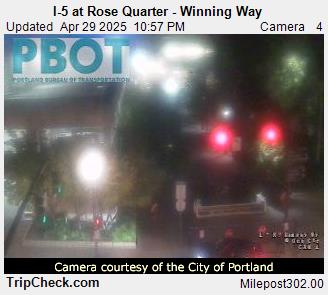 I-5 at Rose Quarter - Winning Way
Updated Apr 29 2025 10:57 PM Camera 4
PBOT
PORTLAND BUREAU OF TRANSPORTATION
Camera courtesy of the City of Portland
TripCheck.com Milepost302.00